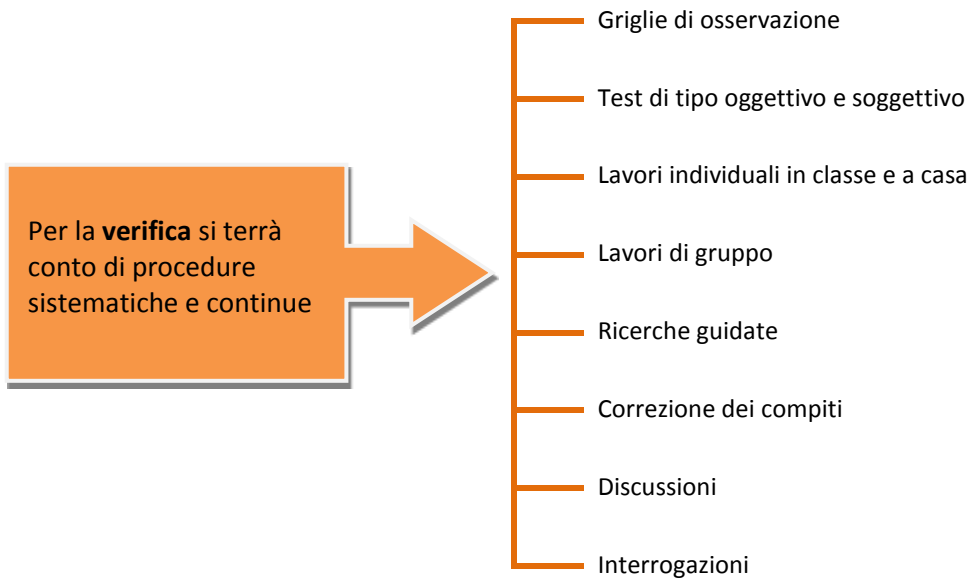 Per la verifica si terrà
conto di procedure
sistematiche e continue
Griglie di osservazione
Test di tipo oggettivo e soggettivo
Lavori individuali in classe e a casa
Lavori di gruppo
Ricerche guidate
Correzione dei compiti
Discussioni
Interrogazioni